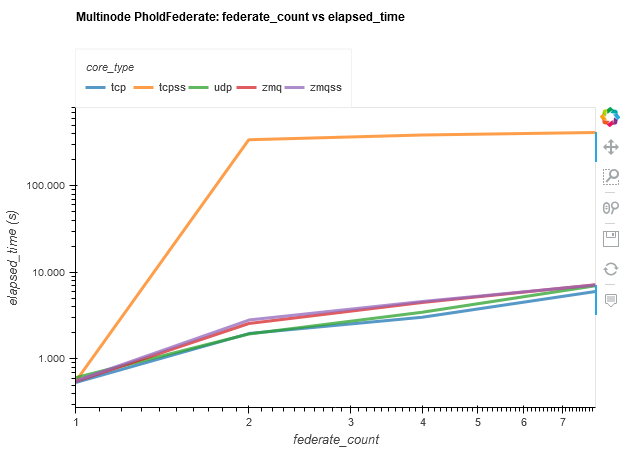 Multinode PholdFederate: federate_count vs elapsed_time
core_type
tcp tcpss udp zmq zmqss
100.000
10.000
1.000
elapsed_time (s)
1 2 3 4 5 6 7
federate_count